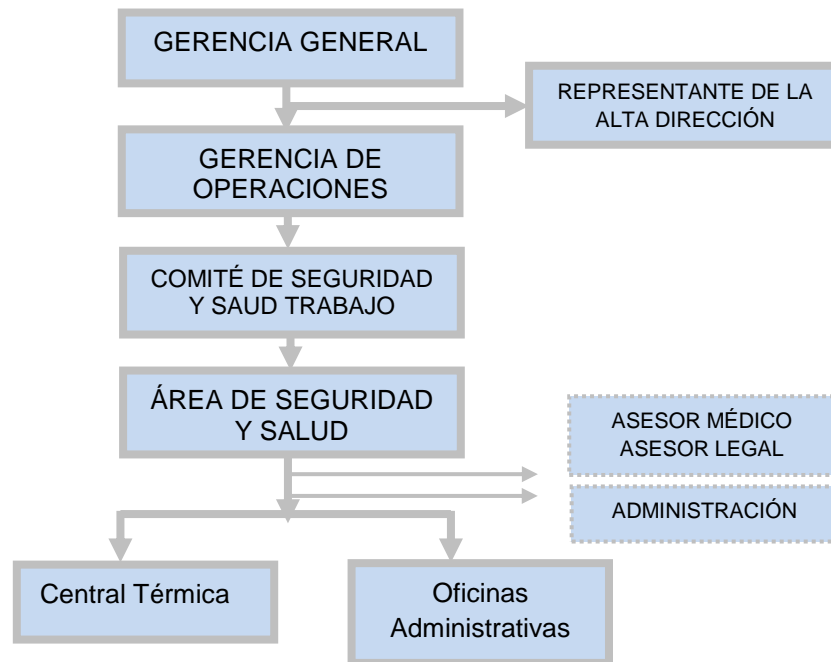 GERENCIA GENERAL
REPRESENTANTE DE LA
ALTA DIRECCIÓN
GERENCIA DE
OPERACIONES
COMITÉ DE SEGURIDAD
Y SAUD TRABAJO
ÁREA DE SEGURIDAD
Y SALUD
ASESOR MÉDICO
ASESOR LEGAL
ADMINISTRACIÓN
Central Térmica
Oficinas
Administrativas